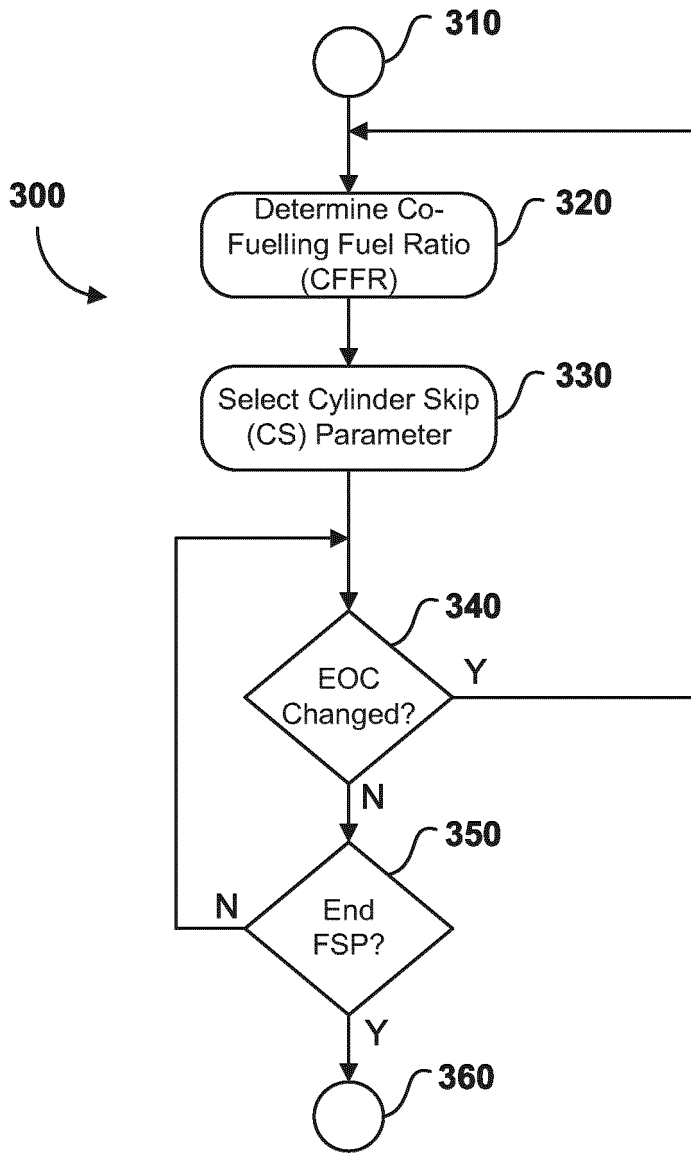 310
300
Determine Co-
Fuelling Fuel Ratio
(CFFR)
320
Select Cylinder Skip
(CS) Parameter
330
340
EOC
Changed?
Y
N
350
End
FSP?
N
Y
360